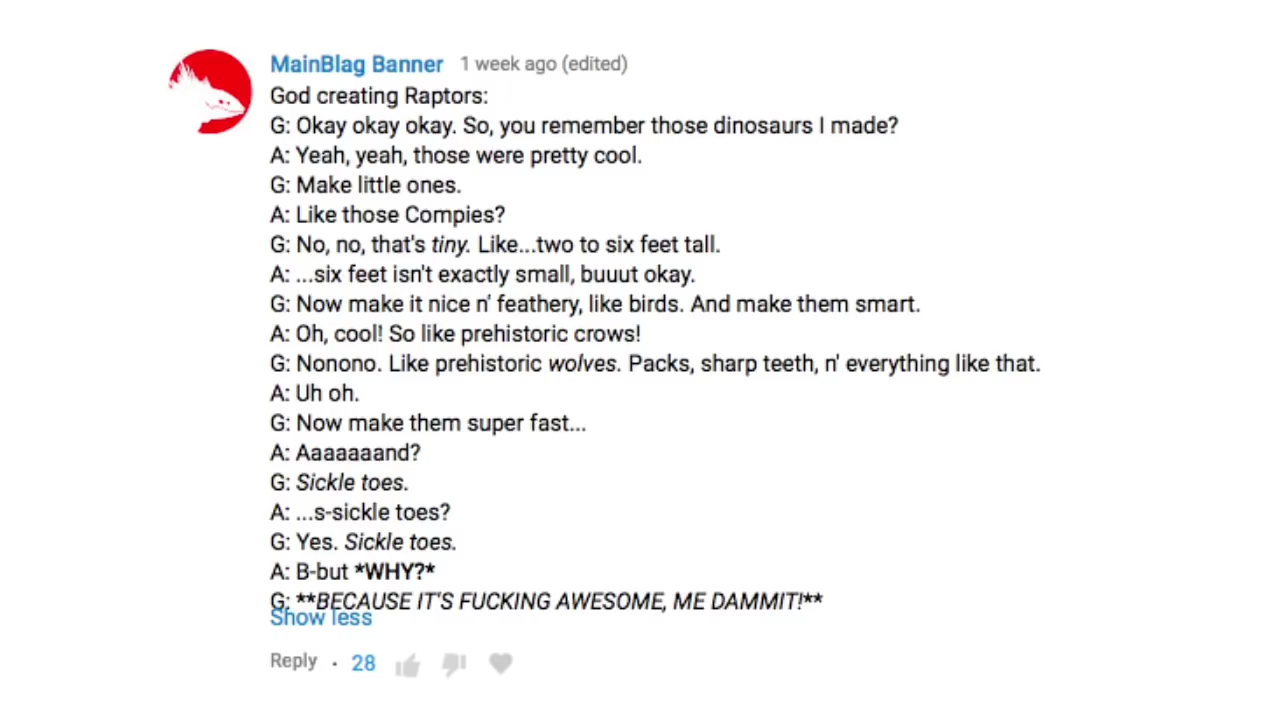 MainBlag Banner 1 week ago (edited)
God creating Raptors:
G: Okay okay okay. So, you remember those dinosaurs I made?
A: Yeah, yeah, those were pretty cool.
G: Make little ones.
A: Like those Compies?
G: No, no, that's tiny. Like...two to six feet tall.
A: ...six feet isn't exactly small, buuut okay.
G: Now make it nice n' feathery, like birds. And make them smart.
A: Oh, cool! So like prehistoric crows!
G: Nonono. Like prehistoric wolves. Packs, sharp teeth, n' everything like that.
A: Uh oh.
G: Now make them super fast...
A: Aaaaaaand?
G: Sickle toes.
A: ...s-sickle toes?
G: Yes. Sickle toes.
A: B-but *WHY?*
G: **BECAUSE IT'S FUCKING AWESOME, ME DAMMIT!**
Show less
Reply · 28